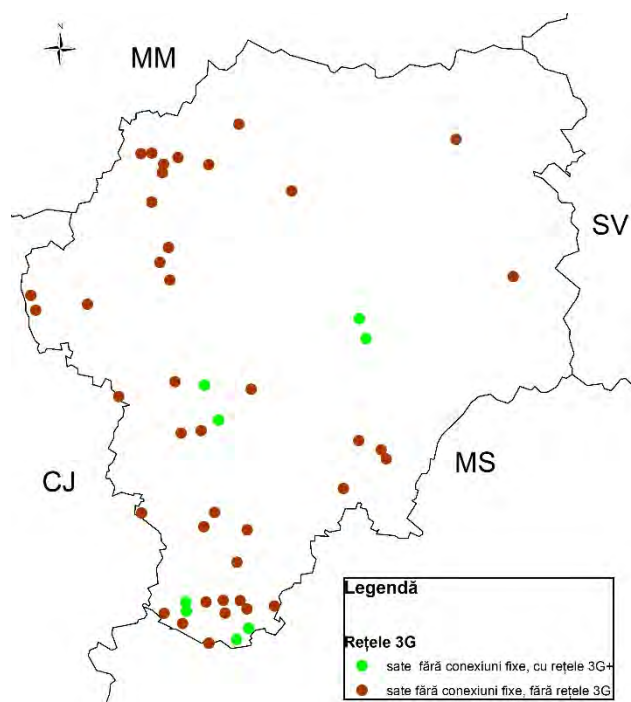 N
MM
SV
MS
CJ
Legendă
Rețele 3G
sate fără conexiuni fixe, cu rețele 3G+
sate fără conexiuni fixe, fără rețele 3G